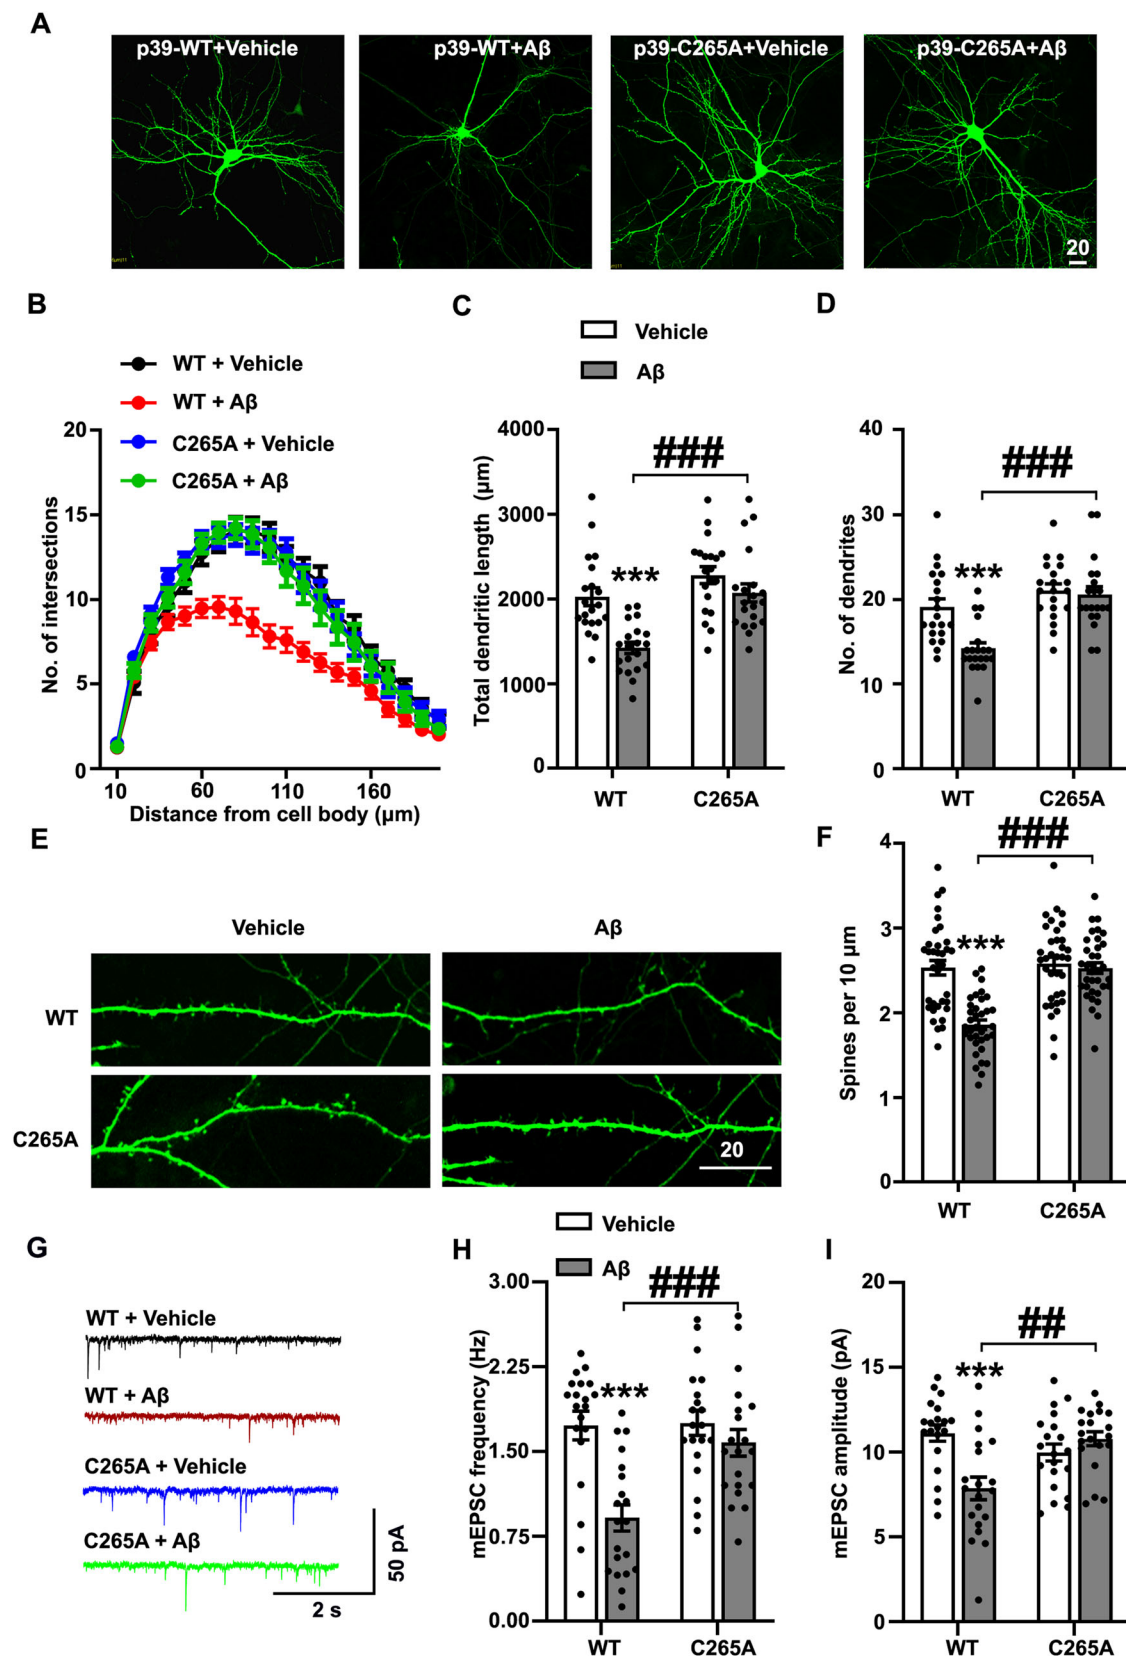 A
p39-WT+Vehicle
p39-WT+Aβ
p39-C265A+Vehicle
p39-C265A+Aβ
20
B
WT + Vehicle
WT + Aβ
C265A + Vehicle
C265A + Aβ
No. of intersections
20
15
10
5
0
10
60
110
160
Distance from cell body (μm)
C
Vehicle
Aβ
Total dendritic length (μm)
4000
3000
2000
1000
0
***
###
WT
C265A
D
No. of dendrites
40
30
20
10
0
***
###
WT
C265A
E
Vehicle
Aβ
WT
C265A
20
F
Spines per 10 μm
4
3
2
1
0
***
###
WT
C265A
G
WT + Vehicle
WT + Aβ
C265A + Vehicle
C265A + Aβ
50 pA
2 s
H
Vehicle
Aβ
mEPSC frequency (Hz)
3.00
2.25
1.50
0.75
0.00
***
###
WT
C265A
I
mEPSC amplitude (pA)
20
15
10
5
0
***
##
WT
C265A